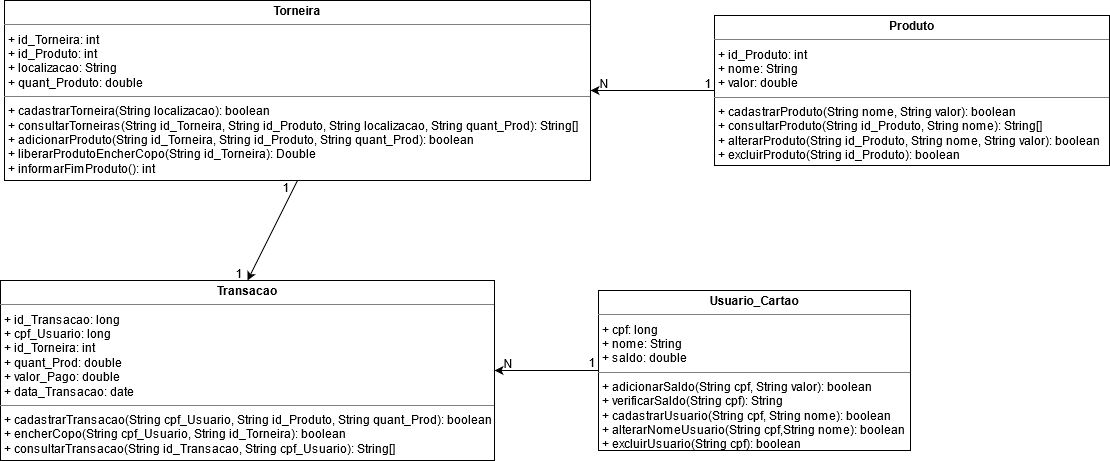 Torneira
+ id_Torneira: int
+ id_Produto: int
+ localizacao: String
+ quant_Produto: double
+ cadastrarTorneira(String localizacao): boolean
+ consultarTorneiras(String id_Torneira, String id_Produto, String localizacao, String quant_Prod): String[]
+ adicionarProduto(String id_Torneira, String id_Produto, String quant_Prod): boolean
+ liberarProdutoEncherCopo(String id_Torneira): Double
+ informarFimProduto(): int
N
1
Produto
+ id_Produto: int
+ nome: String
+ valor: double
+ cadastrarProduto(String nome, String valor): boolean
+ consultarProduto(String id_Produto, String nome): String[]
+ alterarProduto(String id_Produto, String nome, String valor): boolean
+ excluirProduto(String id_Produto): boolean
1
1
Transacao
+ id_Transacao: long
+ cpf_Usuario: long
+ id_Torneira: int
+ quant_Prod: double
+ valor_Pago: double
+ data_Transacao: date
+ cadastrarTransacao(String cpf_Usuario, String id_Produto, String quant_Prod): boolean
+ encherCopo(String cpf_Usuario, String id_Torneira): boolean
+ consultarTransacao(String id_Transacao, String cpf_Usuario): String[]
N
1
Usuario_Cartao
+ cpf: long
+ nome: String
+ saldo: double
+ adicionarSaldo(String cpf, String valor): boolean
+verificarSaldo(String cpf): String
+ cadastrarUsuario(String cpf, String nome): boolean
+ alterarNomeUsuario(String cpf,String nome): boolean
+ excluirUsuario(String cpf): boolean